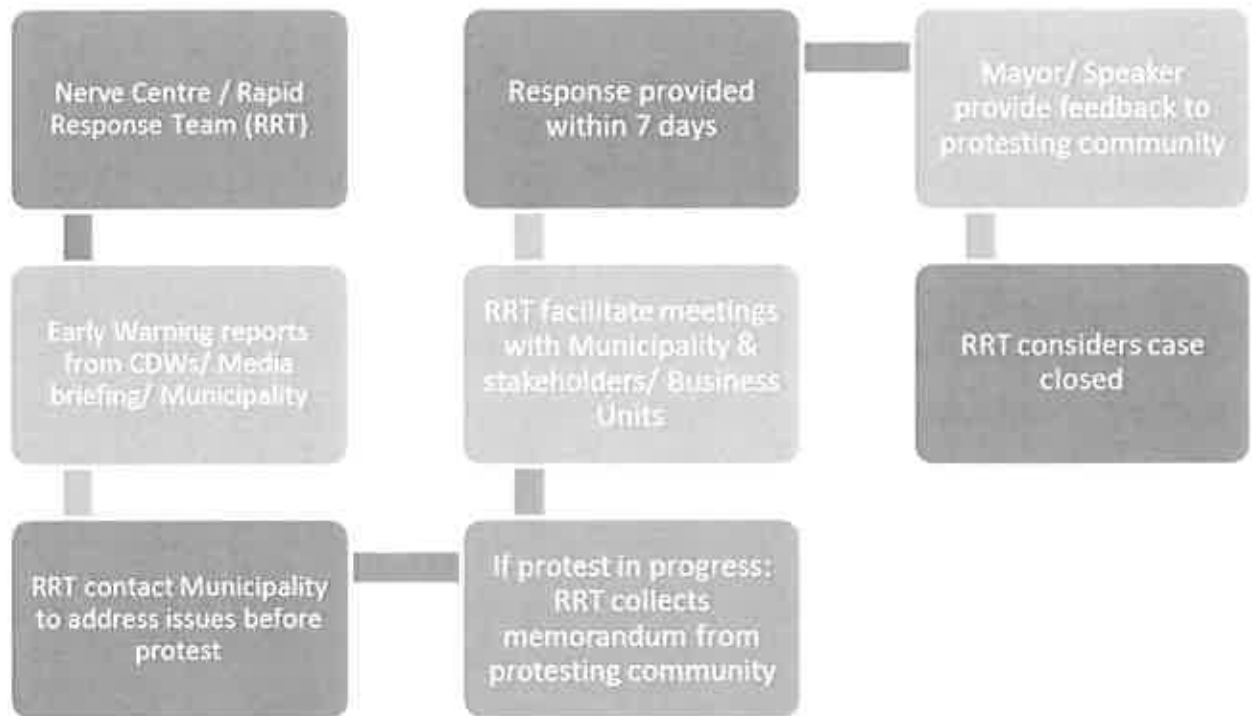 Nerve Centre / Rapid
Response Team (RRT)
Early Warning reports
from CDWs/ Media
briefing/ Municipality
RRT contact Municipality
to address issues before
protest
If protest in progress:
RRT collects
memorandum from
protesting community
RRT facilitate meetings
with Municipality &
stakeholders/ Business
Units
Response provided
within 7 days
Mayor/ Speaker
provide feedback to
protesting community
RRT considers case
closed